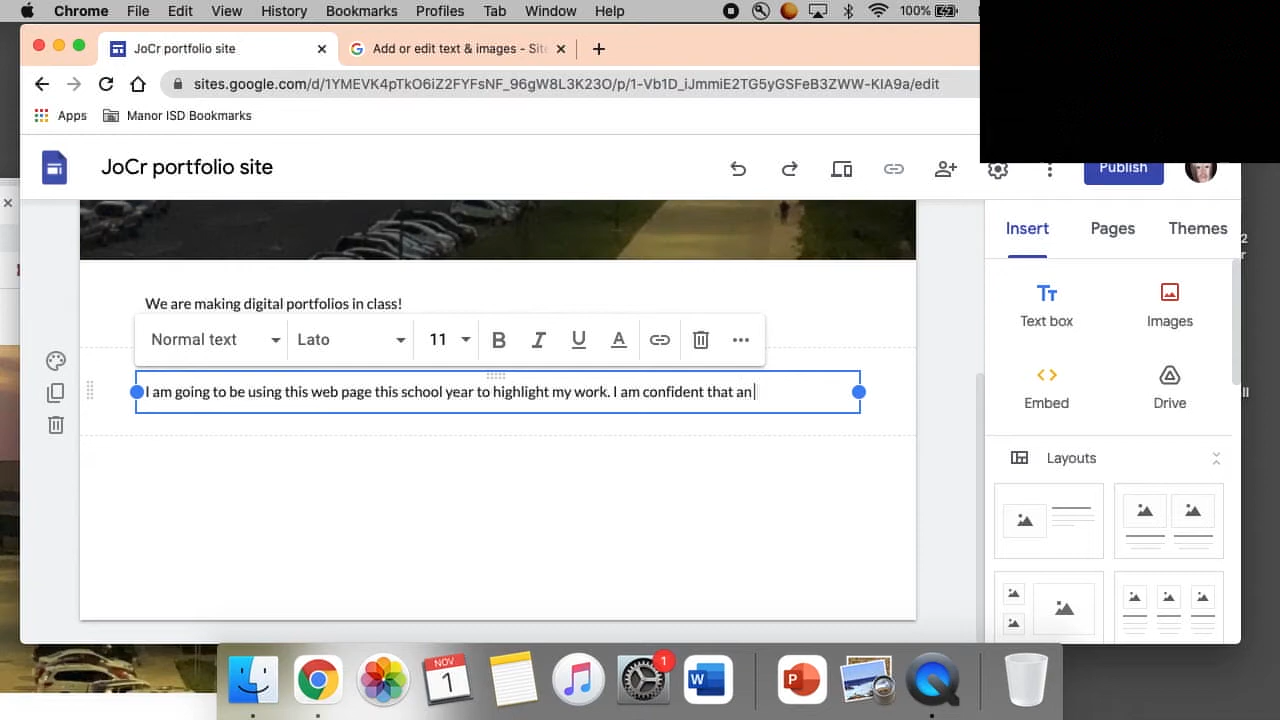 Chrome File Edit View History Bookmarks Profiles Tab Window Help 100%
JoCr portfolio site
Add or edit text & images - Site
sites.google.com/d/1YMEVK4pTkO6iZ2FYFsNF_96gW8L3K23O/p/1-Vb1D_iJmmiE2TG5yGSFeB3ZWW-KIA9a/edit
Apps Manor ISD Bookmarks
JoCr portfolio site
Publish
Insert Pages Themes
We are making digital portfolios in class!
Normal text Lato 11 B I U A
I am going to be using this web page this school year to highlight my work. I am confident that an
Tt
Text box Images
Embed Drive
Layouts
NOV
1
1
W
P